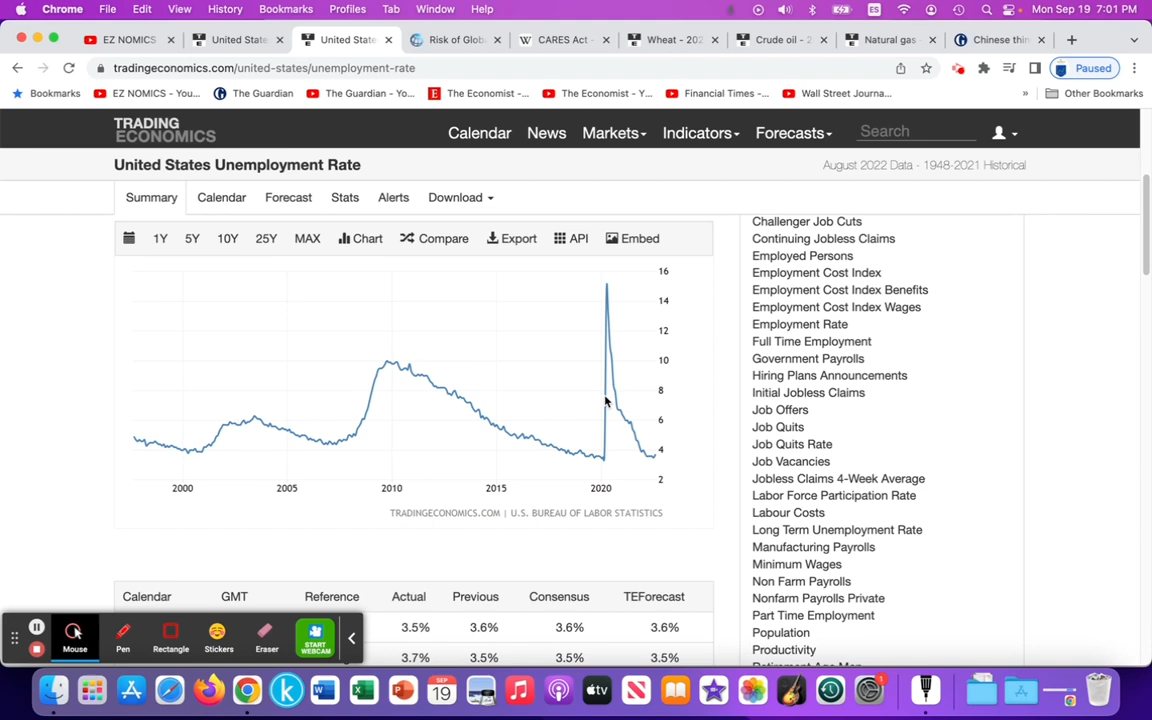 Chrome File Edit View History Bookmarks Profiles Tab Window Help ES Mon Sep 19 7:01 PM
EZ NOMICS United State United State Risk of Glob CARES Act - Wheat - 202 Crude oil - 2 Natural gas - Chinese thin
tradingeconomics.com/united-states/unemployment-rate Paused
Bookmarks EZ NOMICS - You... The Guardian The Guardian - Yo... The Economist -... The Economist - Y... Financial Times -... Wall Street Journa... » Other Bookmarks
TRADING
ECONOMICS
Calendar News Markets Indicators Forecasts Search
United States Unemployment Rate
August 2022 Data - 1948-2021 Historical
Summary Calendar Forecast Stats Alerts Download
1Y 5Y 10Y 25Y MAX Chart Compare Export API Embed
16
14
12
10
8
6
4
2
2000 2005 2010 2015 2020
TRADINGECONOMICS.COM | U.S. BUREAU OF LABOR STATISTICS
Calendar GMT Reference Actual Previous Consensus TEForecast
3.5% 3.6% 3.6% 3.6%
3.7% 3.5% 3.5% 3.5%
Challenger Job Cuts
Continuing Jobless Claims
Employed Persons
Employment Cost Index
Employment Cost Index Benefits
Employment Cost Index Wages
Employment Rate
Full Time Employment
Government Payrolls
Hiring Plans Announcements
Initial Jobless Claims
Job Offers
Job Quits
Job Quits Rate
Job Vacancies
Jobless Claims 4-Week Average
Labor Force Participation Rate
Labour Costs
Long Term Unemployment Rate
Manufacturing Payrolls
Minimum Wages
Non Farm Payrolls
Nonfarm Payrolls Private
Part Time Employment
Population
Productivity
Retirement Age Men
Mouse Pen Rectangle Stickers Eraser START WEBCAM
SEP
19
tv
1